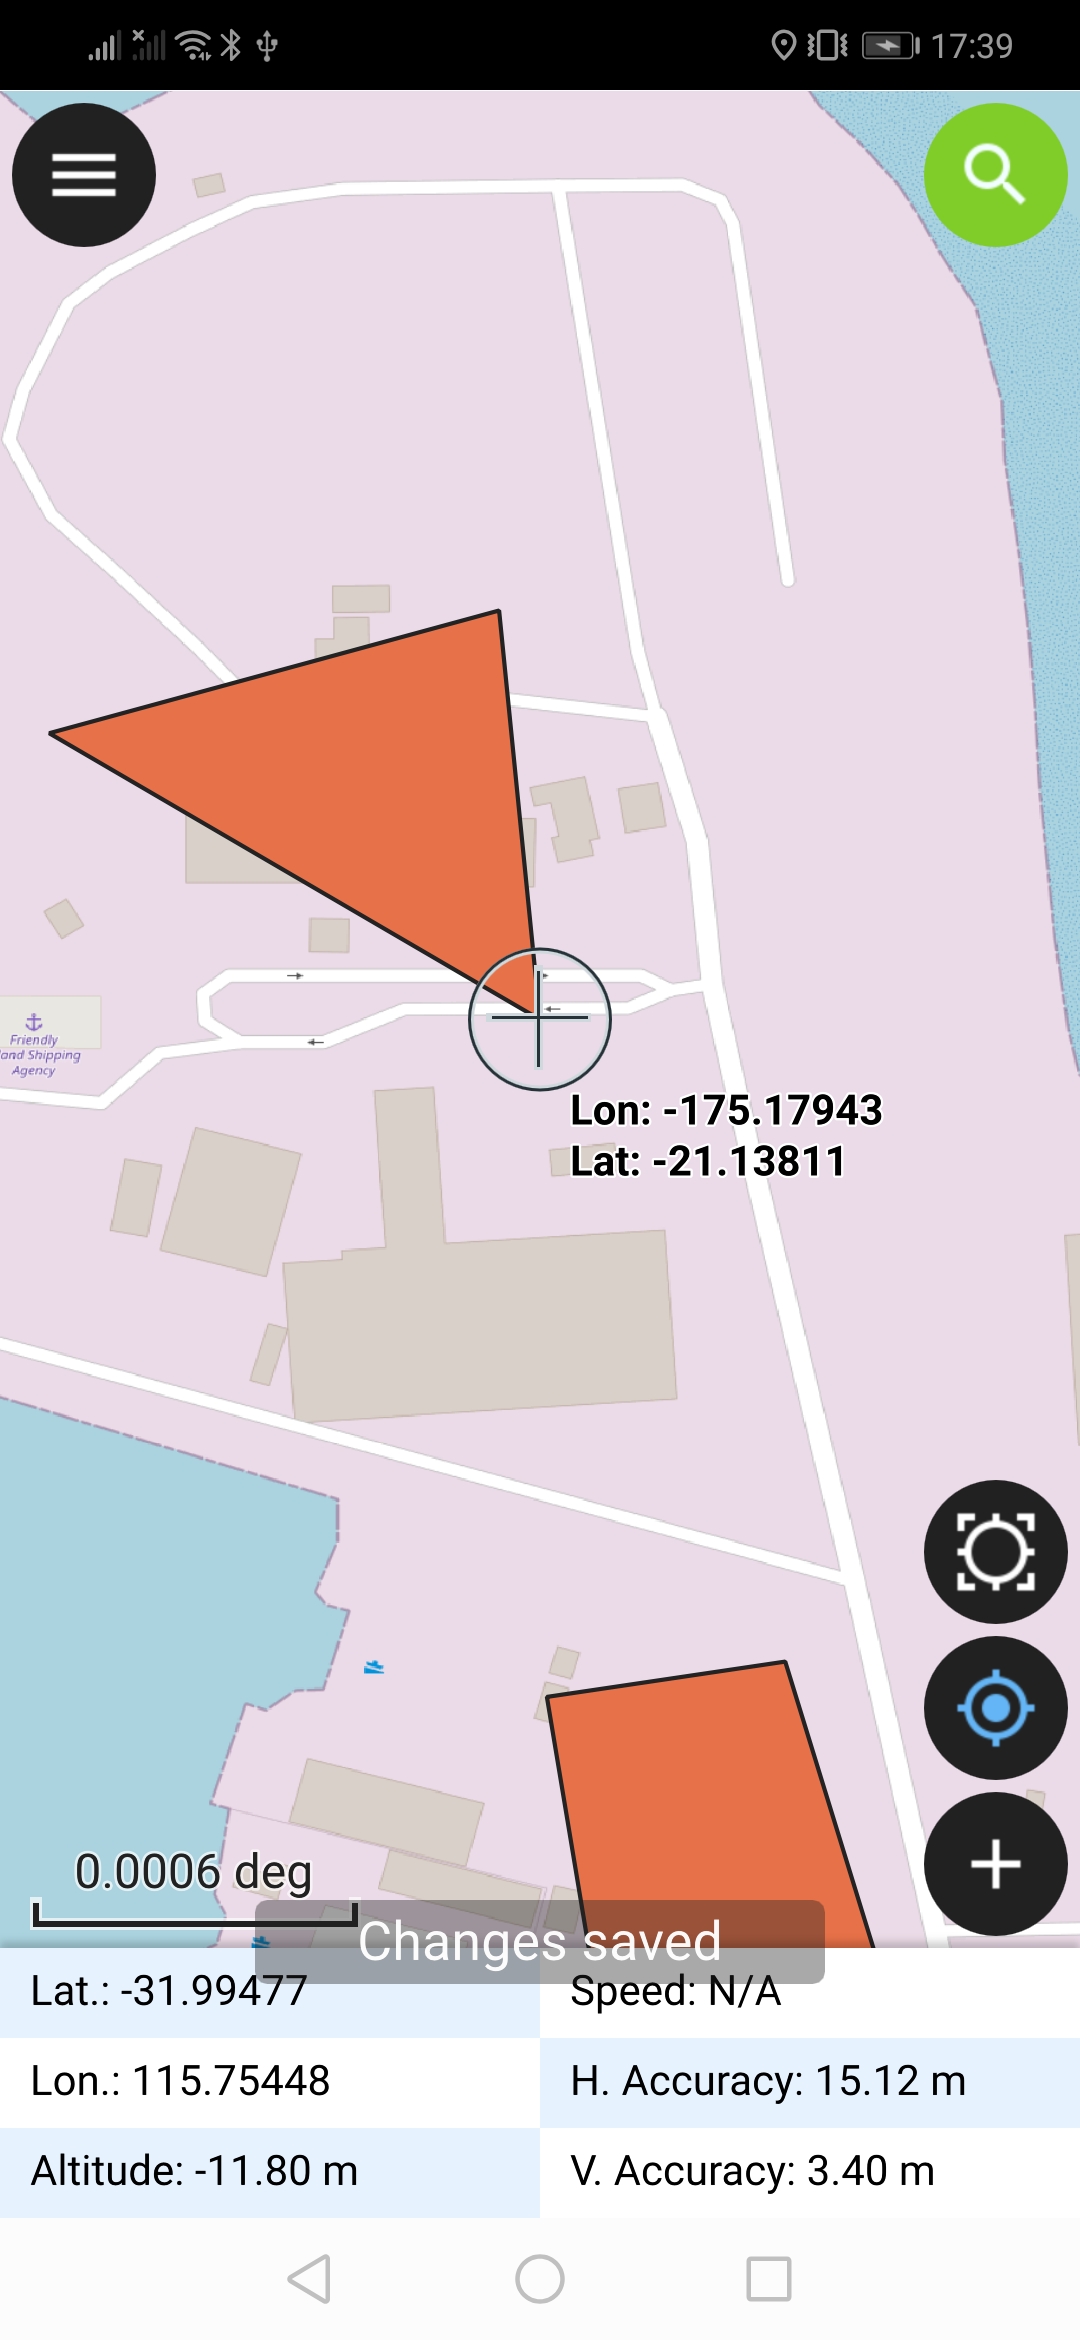 17:39
Friendly
and Shipping
Agency
Lon: -175.17943
Lat: -21.13811
0.0006 deg
Changes saved
Lat.: -31.99477
Speed: N/A
Lon.: 115.75448
H. Accuracy: 15.12 m
Altitude: -11.80 m
V. Accuracy: 3.40 m